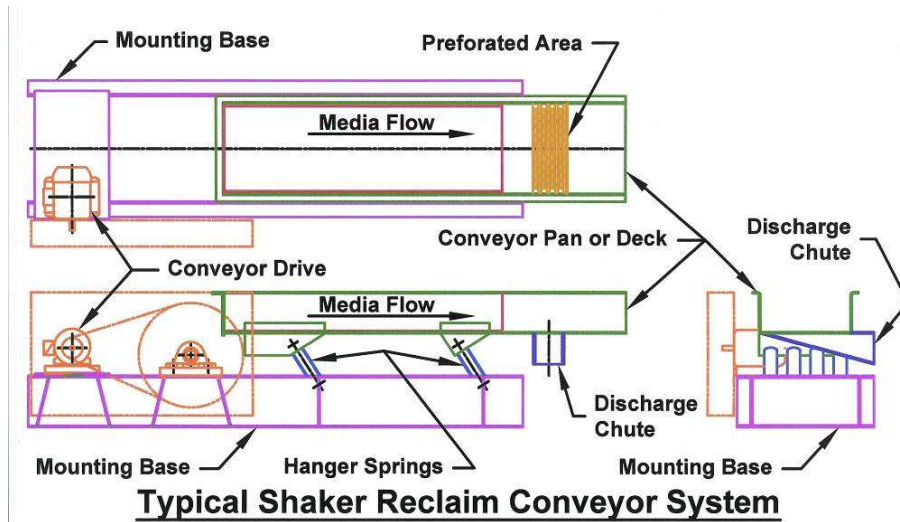 Mounting Base
Preforated Area
Media Flow
Conveyor Pan or Deck
Discharge
Chute
Conveyor Drive
Media Flow
Discharge
Chute
Mounting Base
Hanger Springs
Mounting Base
Typical Shaker Reclaim Conveyor System